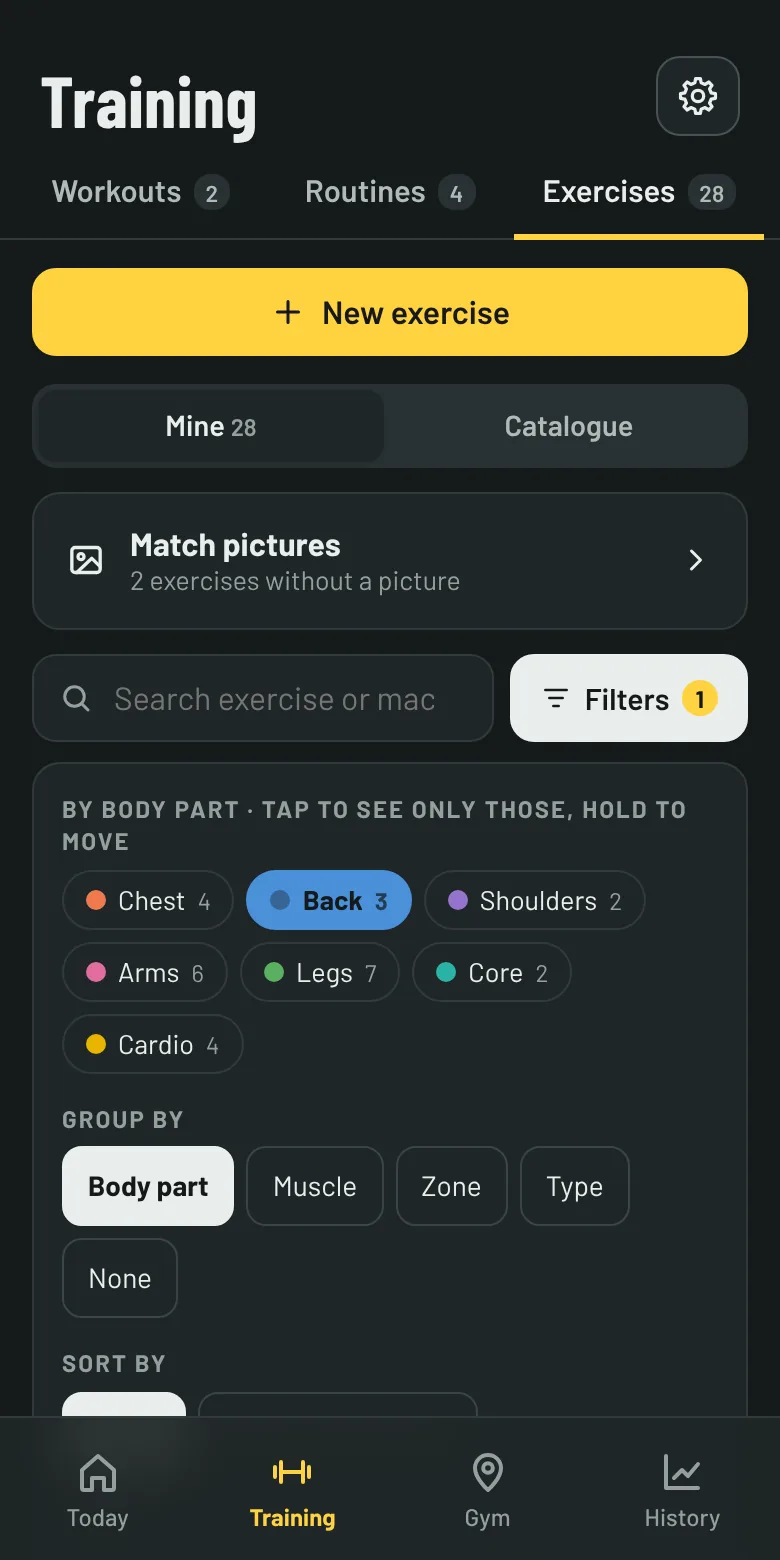 Training
Workouts 2 Routines 4 Exercises 28
+ New exercise
Mine 28 Catalogue
Match pictures
2 exercises without a picture
Search exercise or mac Filters 1
BY BODY PART · TAP TO SEE ONLY THOSE, HOLD TO
MOVE
Chest 4 Back 3 Shoulders 2
Arms 6 Legs 7 Core 2
Cardio 4
GROUP BY
Body part Muscle Zone Type
None
SORT BY
Today Training Gym History